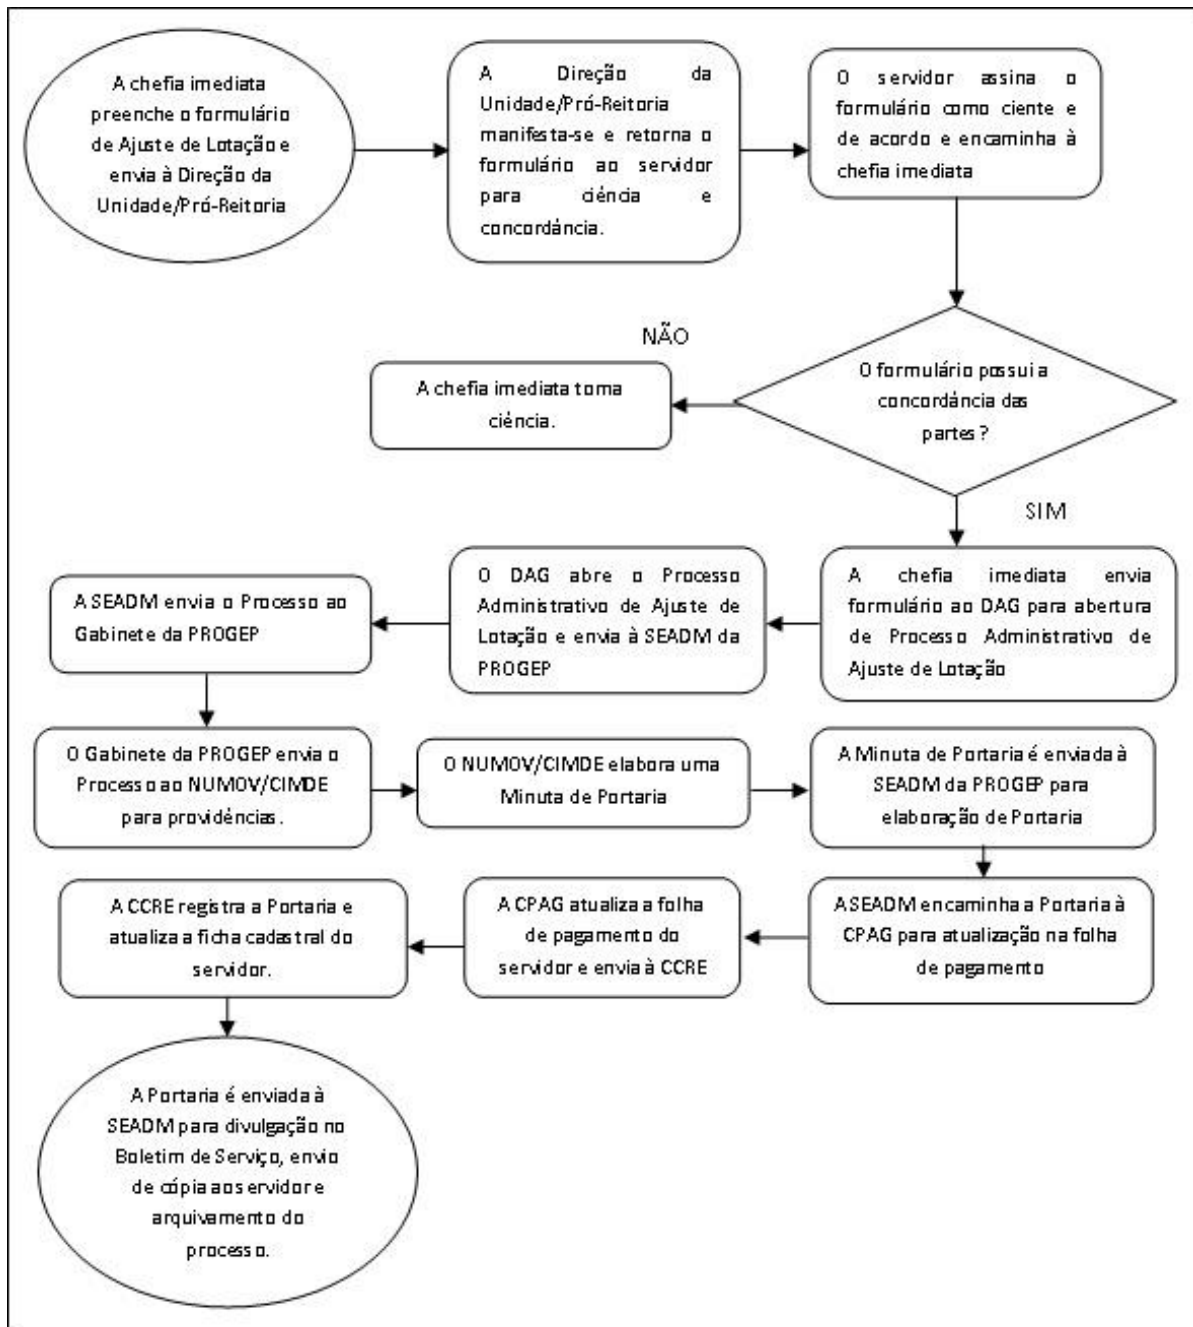 A chefia imediata
preenche o formulário
de Ajuste de Lotação e
envia à Direção da
Unidade/Pró-Reitoria
A Direção da
Unidade/Pró-Reitoria
manifesta-se e retorna o
formulário ao servidor
para ciência e
concordância.
O servidor assina o
formulário como ciente e
de acordo e encaminha à
chefia imediata
NÃO
A chefia imediata toma
ciência.
O formulário possui a
concordância das
partes?
SIM
A chefia imediata envia
formulário ao DAG para abertura
de Processo Administrativo de
Ajuste de Lotação
O DAG abre o Processo
Administrativo de Ajuste de
Lotação e envia à SEADM da
PROGEP
A SEADM envia o Processo ao
Gabinete da PROGEP
O Gabinete da PROGEP envia o
Processo ao NUMOV/CIMDE
para providências.
O NUMOV/CIMDE elabora uma
Minuta de Portaria
A Minuta de Portaria é enviada à
SEADM da PROGEP para
elaboração de Portaria
A SEADM encaminha a Portaria à
CPAG para atualização na folha
de pagamento
A CPAG atualiza a folha
de pagamento do
servidor e envia à CCRE
A CCRE registra a Portaria e
atualiza a ficha cadastral do
servidor.
A Portaria é enviada à
SEADM para divulgação no
Boletim de Serviço, envio
de cópia ao servidor e
arquivamento do
processo.